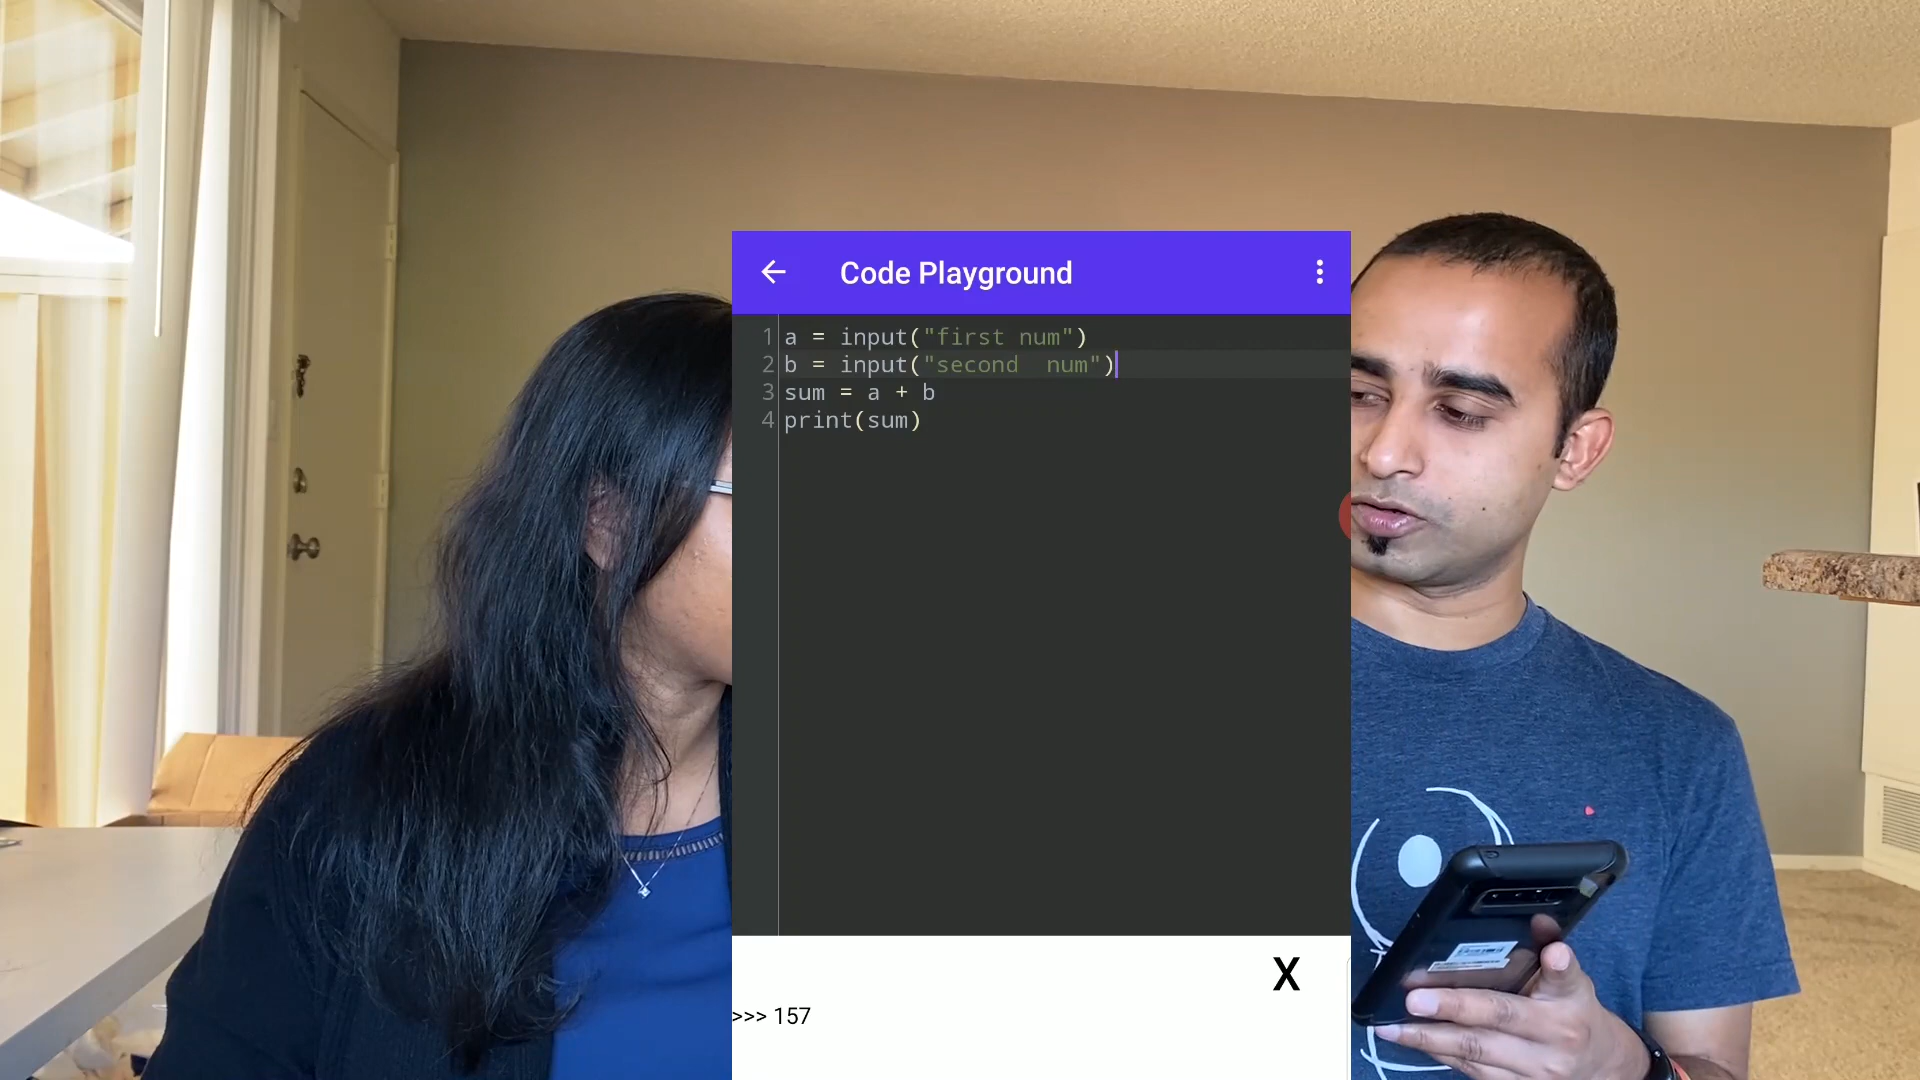 Code Playground
1 a = input("first num")
2 b = input("second  num")
3 sum = a + b
4 print(sum)
X
>>> 157